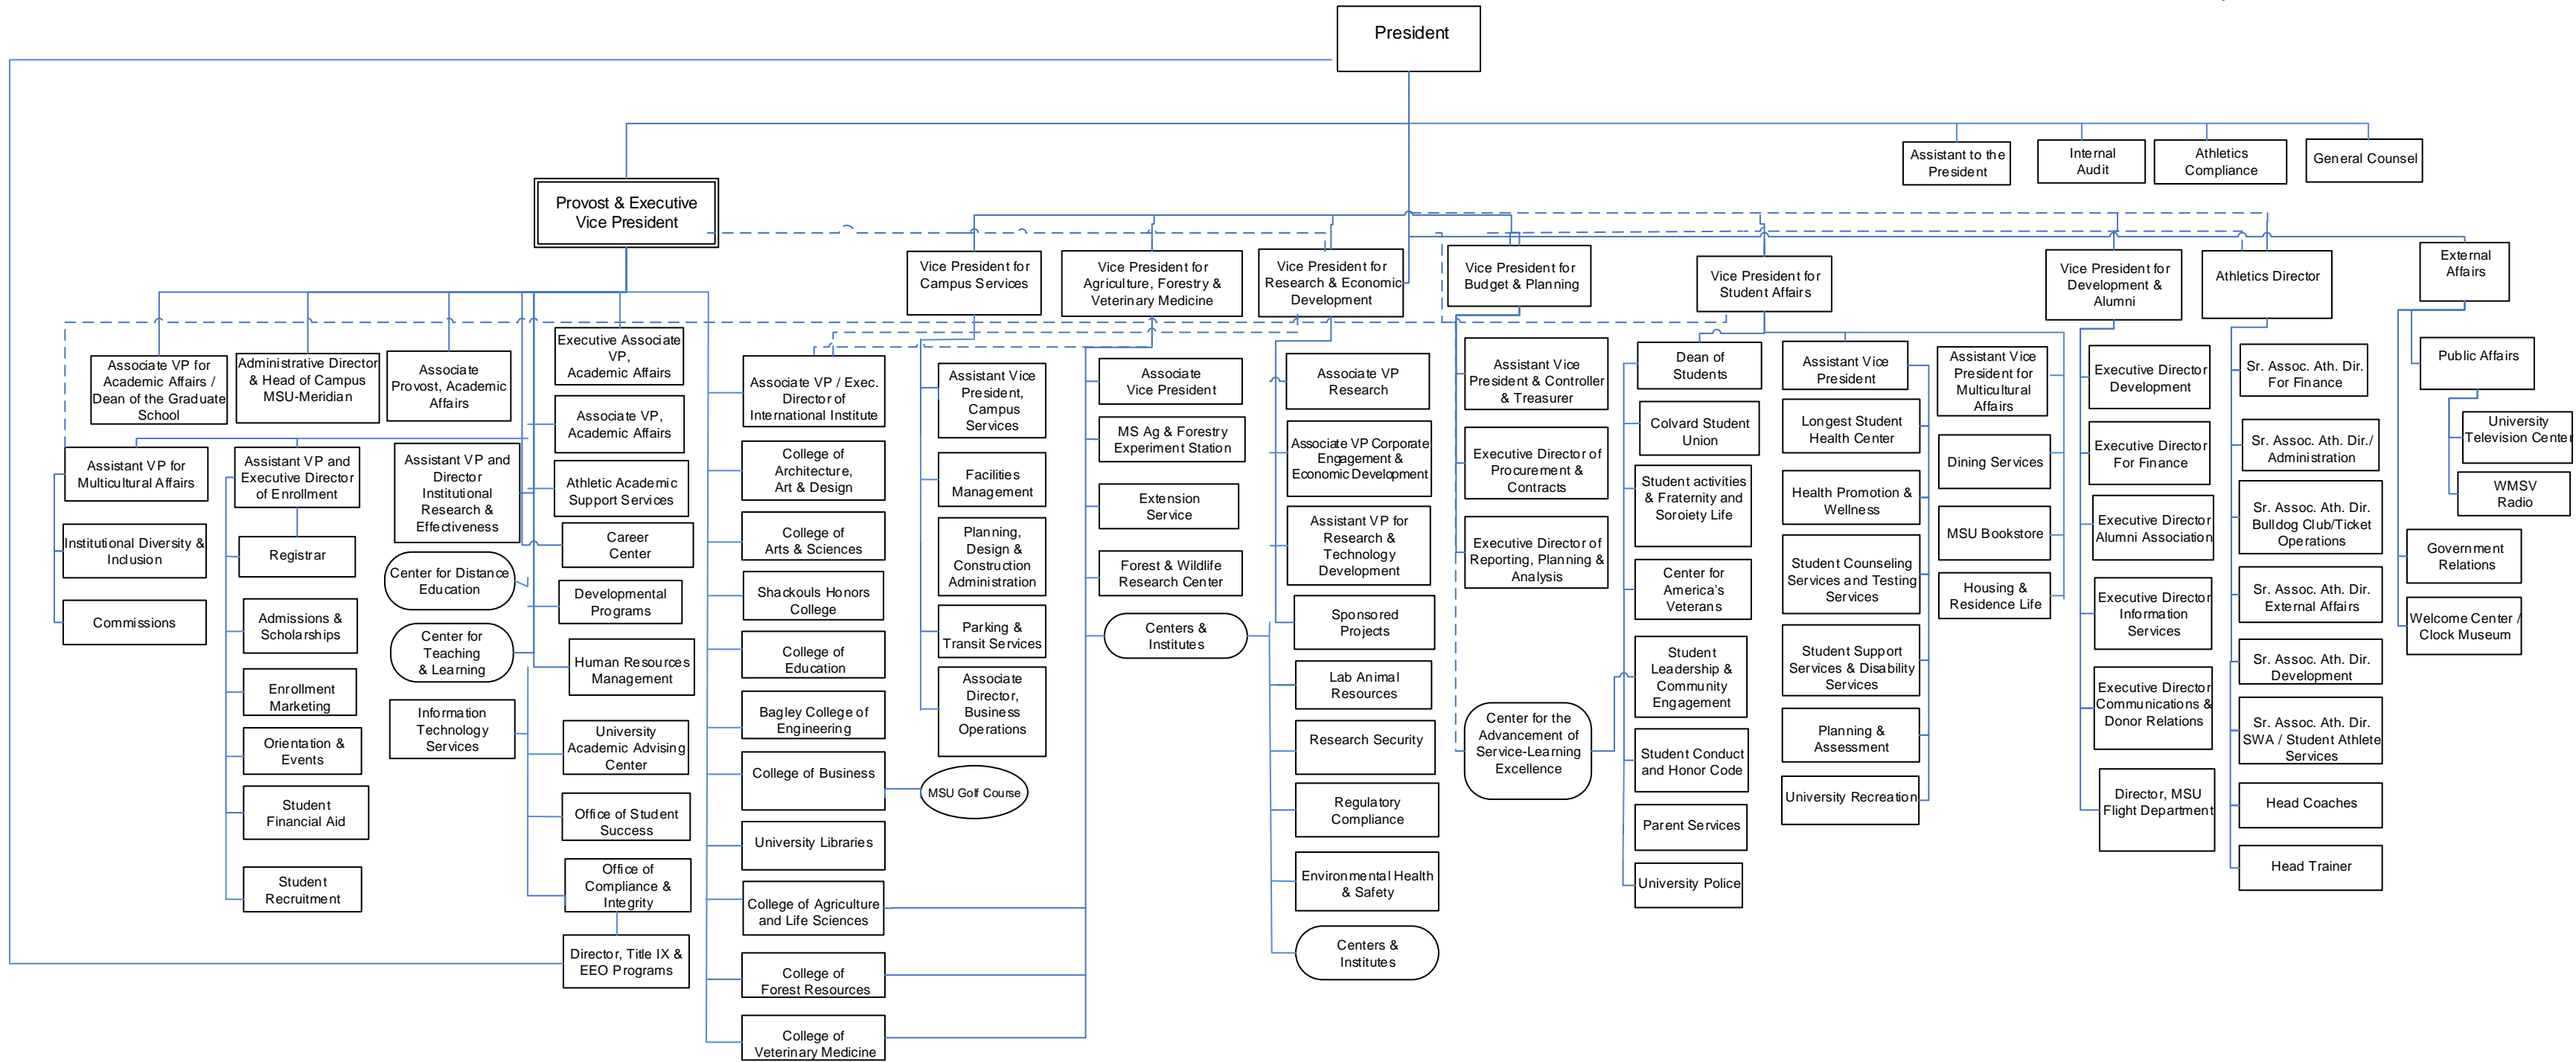 President
Assistant to the
President
Internal
Audit
Athletics
Compliance
General Counsel
Provost & Executive
Vice President
Vice President for
Campus Services
Vice President for
Agriculture, Forestry &
Veterinary Medicine
Vice President for
Research & Economic
Development
Vice President for
Budget & Planning
Vice President for
Student Affairs
Vice President for
Development &
Alumni
Athletics Director
External
Affairs
Associate VP for
Academic Affairs /
Dean of the Graduate
School
Administrative Director
& Head of Campus
MSU-Meridian
Associate
Provost, Academic
Affairs
Executive Associate
VP,
Academic Affairs
Associate VP,
Academic Affairs
Athletic Academic
Support Services
Career
Center
Developmental
Programs
Human Resources
Management
University
Academic Advising
Center
Office of Student
Success
Office of
Compliance &
Integrity
Director, Title IX &
EEO Programs
Assistant VP for
Multicultural Affairs
Institutional Diversity &
Inclusion
Commissions
Assistant VP and
Executive Director
of Enrollment
Registrar
Admissions &
Scholarships
Enrollment
Marketing
Orientation &
Events
Student
Financial Aid
Student
Recruitment
Assistant VP and
Director
Institutional
Research &
Effectiveness
Center for Distance
Education
Center for
Teaching
& Learning
Information
Technology
Services
Associate VP / Exec.
Director of
International Institute
College of
Architecture,
Art & Design
College of
Arts & Sciences
Shackouls Honors
College
College of
Education
Bagley College of
Engineering
College of Business
MSU Golf Course
University Libraries
College of Agriculture
and Life Sciences
College of
Forest Resources
College of
Veterinary Medicine
Assistant Vice
President,
Campus
Services
Facilities
Management
Planning,
Design &
Construction
Administration
Parking &
Transit Services
Associate
Director,
Business
Operations
Associate
Vice President
MS Ag & Forestry
Experiment Station
Extension
Service
Forest & Wildlife
Research Center
Centers &
Institutes
Associate VP
Research
Associate VP Corporate
Engagement &
Economic Development
Assistant VP for
Research &
Technology
Development
Sponsored
Projects
Lab Animal
Resources
Research Security
Regulatory
Compliance
Environmental Health
& Safety
Centers &
Institutes
Assistant Vice
President & Controller
& Treasurer
Executive Director of
Procurement &
Contracts
Executive Director of
Reporting, Planning &
Analysis
Center for the
Advancement of
Service-Learning
Excellence
Dean of
Students
Colvard Student
Union
Student activities
& Fraternity and
Soroiety Life
Center for
America's
Veterans
Student
Leadership &
Community
Engagement
Student Conduct
and Honor Code
Parent Services
University Police
Assistant Vice
President
Longest Student
Health Center
Health Promotion &
Wellness
Student Counseling
Services and Testing
Services
Student Support
Services & Disability
Services
Planning &
Assessment
University Recreation
Assistant Vice
President for
Multicultural
Affairs
Dining Services
MSU Bookstore
Housing &
Residence Life
Executive Director
Development
Executive Director
For Finance
Executive Director
Alumni Association
Executive Director
Information
Services
Executive Director
Communications &
Donor Relations
Director, MSU
Flight Department
Sr. Assoc. Ath. Dir.
For Finance
Sr. Assoc. Ath. Dir./
Administration
Sr. Assoc. Ath. Dir.
Bulldog Club/Ticket
Operations
Sr. Assoc. Ath. Dir.
External Affairs
Sr. Assoc. Ath. Dir.
Development
Sr. Assoc. Ath. Dir.
SWA / Student Athlete
Services
Head Coaches
Head Trainer
Public Affairs
University
Television Center
WMSV
Radio
Government
Relations
Welcome Center /
Clock Museum